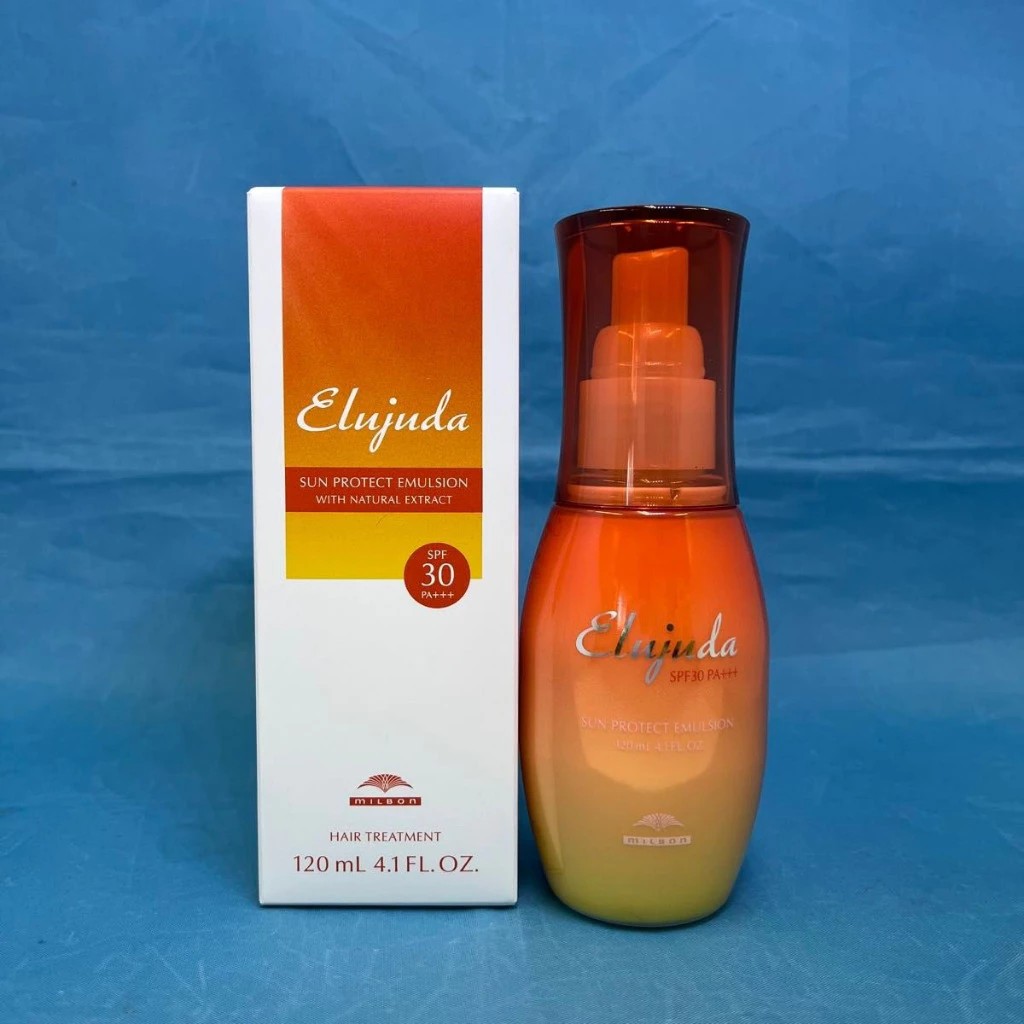 Elujuda
SUN PROTECT EMULSION
WITH NATURAL EXTRACT
SPF
30
PA+++
MILBON
HAIR TREATMENT
120 mL 4.1 FL. OZ.
Elujuda
SPF30 PA+++
SUN PROTECT EMULSION
120 mL 4.1 FL. OZ.
MILBON